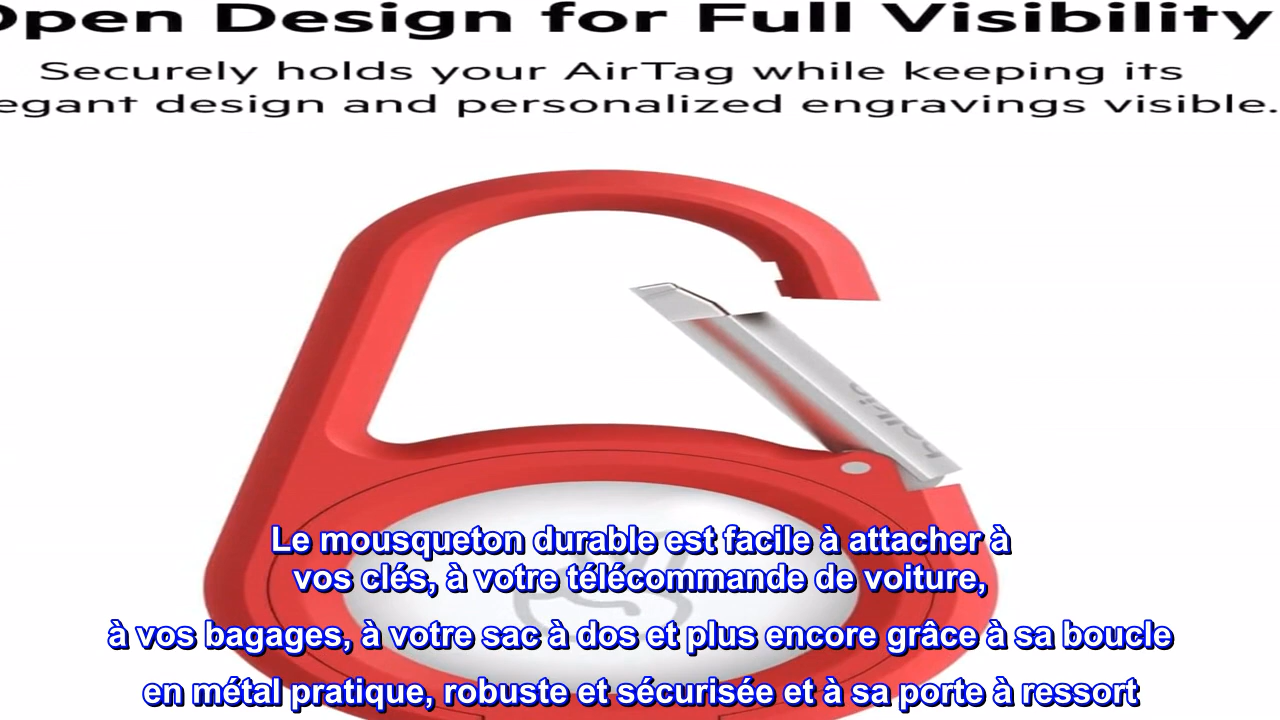 Open Design for Full Visibility
Securely holds your AirTag while keeping its
egant design and personalized engravings visible.
belkin
Le mousqueton durable est facile à attacher à
vos clés, à votre télécommande de voiture,
à vos bagages, à votre sac à dos et plus encore grâce à sa boucle
en métal pratique, robuste et sécurisée et à sa porte à ressort